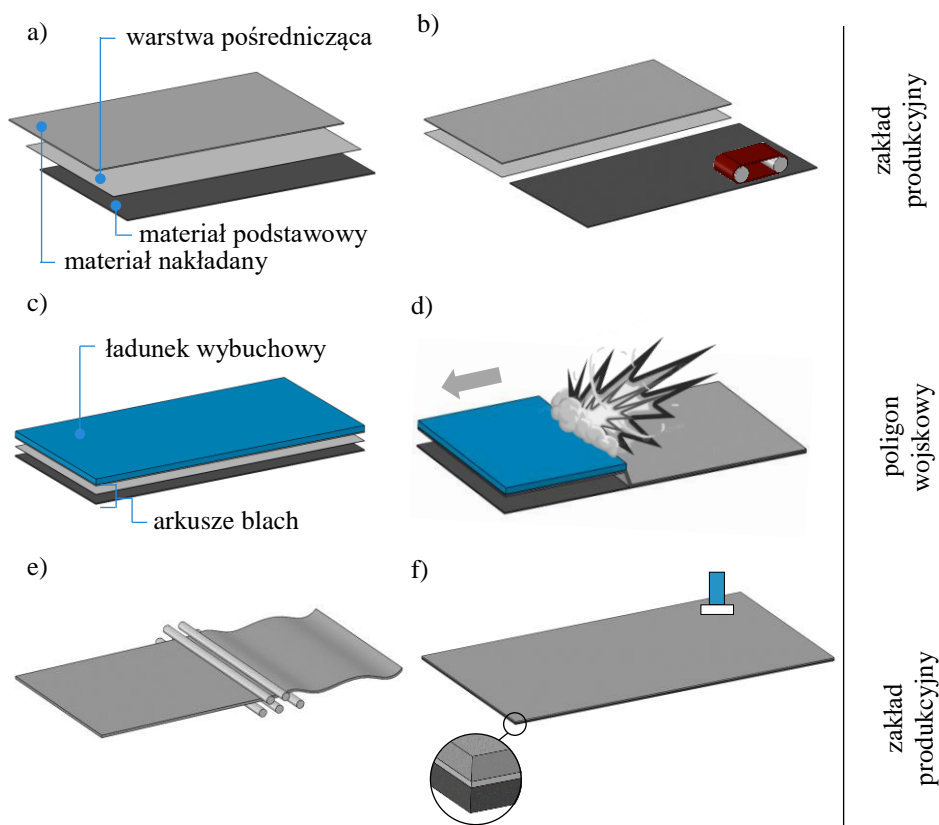 a)
warstwa pośrednicząca
materiał podstawowy
materiał nakładany
b)
zakład
produkcyjny
c)
ładunek wybuchowy
arkusze blach
d)
poligon
wojskowy
e)
f)
zakład
produkcyjny